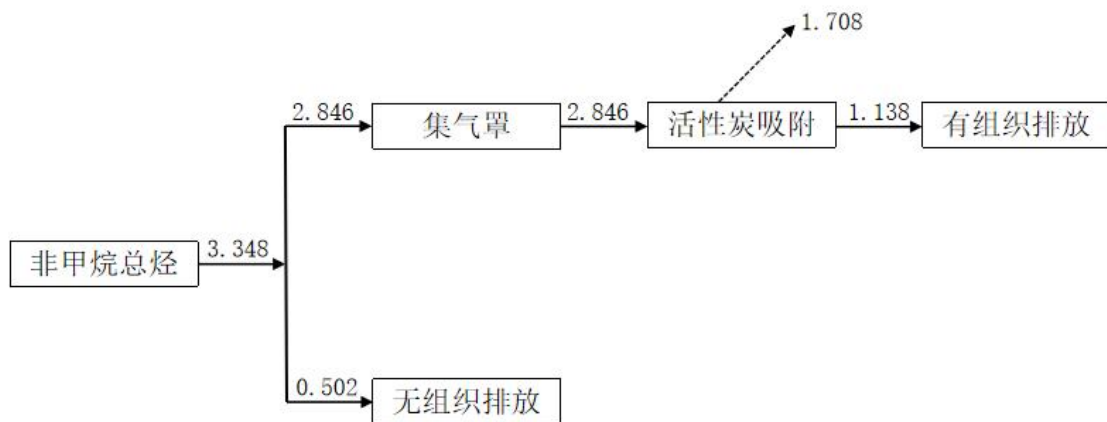 1.708
2.846
集气罩
2.846
活性炭吸附
1.138
有组织排放
非甲烷总烃
3.348
0.502
无组织排放